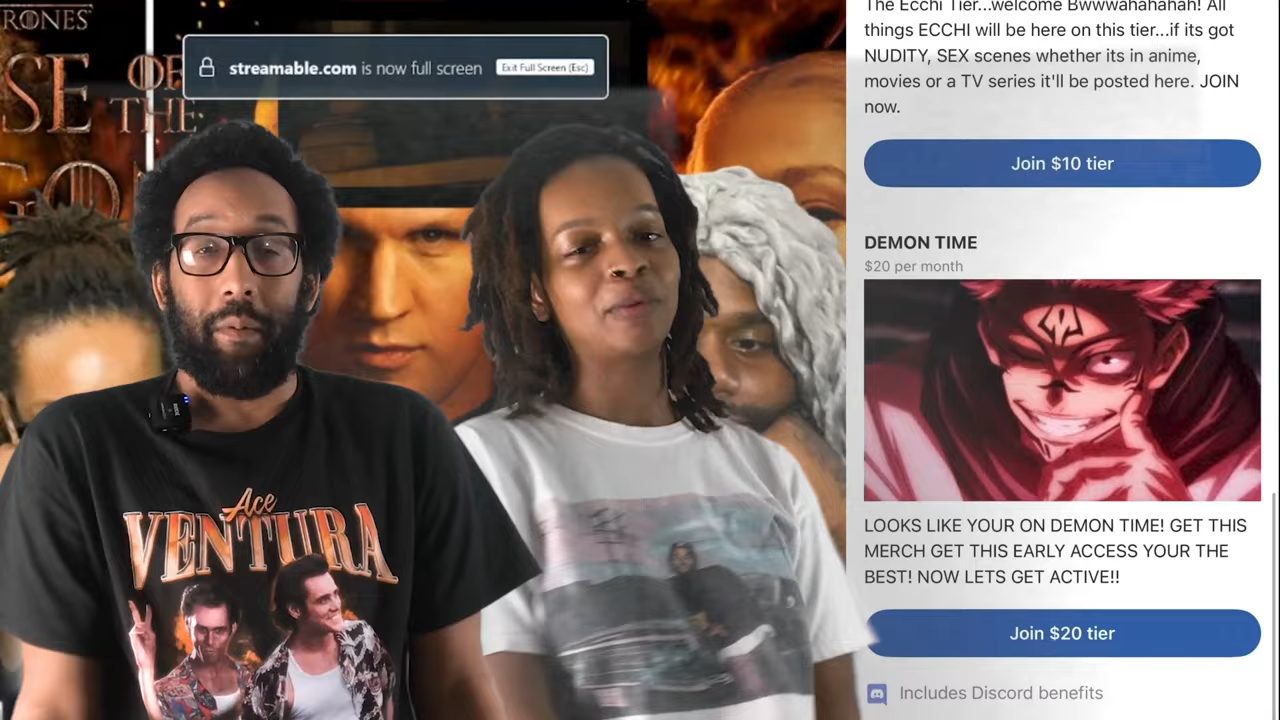 RONES
SE OF
THE
streamable.com is now full screen
Exit Full Screen (Esc)
Ace
VENTURA
The Ecchi Tier...welcome Bwwwahahahah! All
things ECCHI will be here on this tier...if its got
NUDITY, SEX scenes whether its in anime,
movies or a TV series it'll be posted here. JOIN
now.
Join $10 tier
DEMON TIME
$20 per month
LOOKS LIKE YOUR ON DEMON TIME! GET THIS
MERCH GET THIS EARLY ACCESS YOUR THE
BEST! NOW LETS GET ACTIVE!!
Join $20 tier
Includes Discord benefits